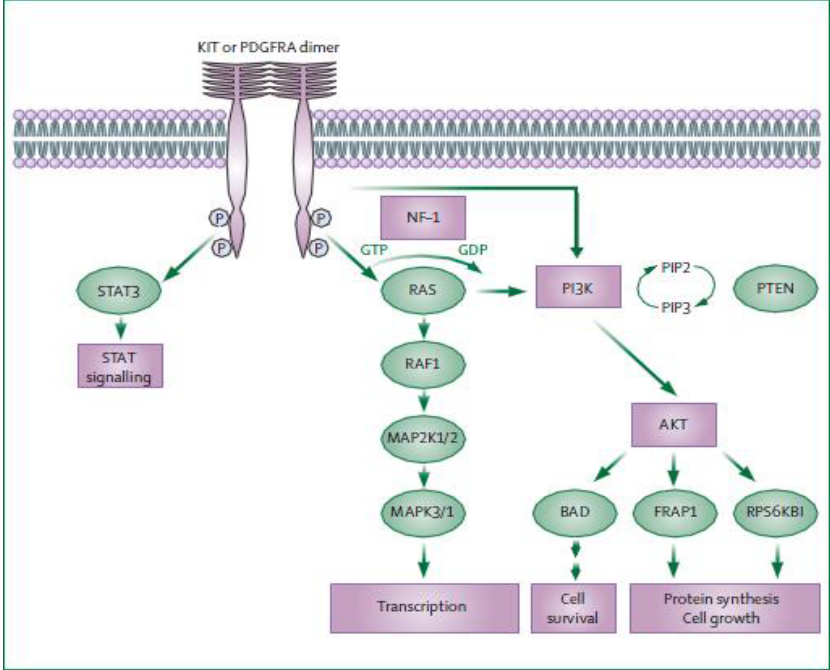 KIT or PDGFRA dimer
P
P
P
P
NF-1
GTP
GDP
STAT3
RAS
PI3K
PIP2
PIP3
PTEN
STAT
signalling
RAF1
MAP2K1/2
AKT
MAPK3/1
BAD
FRAP1
RPS6KBI
Transcription
Cell
survival
Protein synthesis
Cell growth